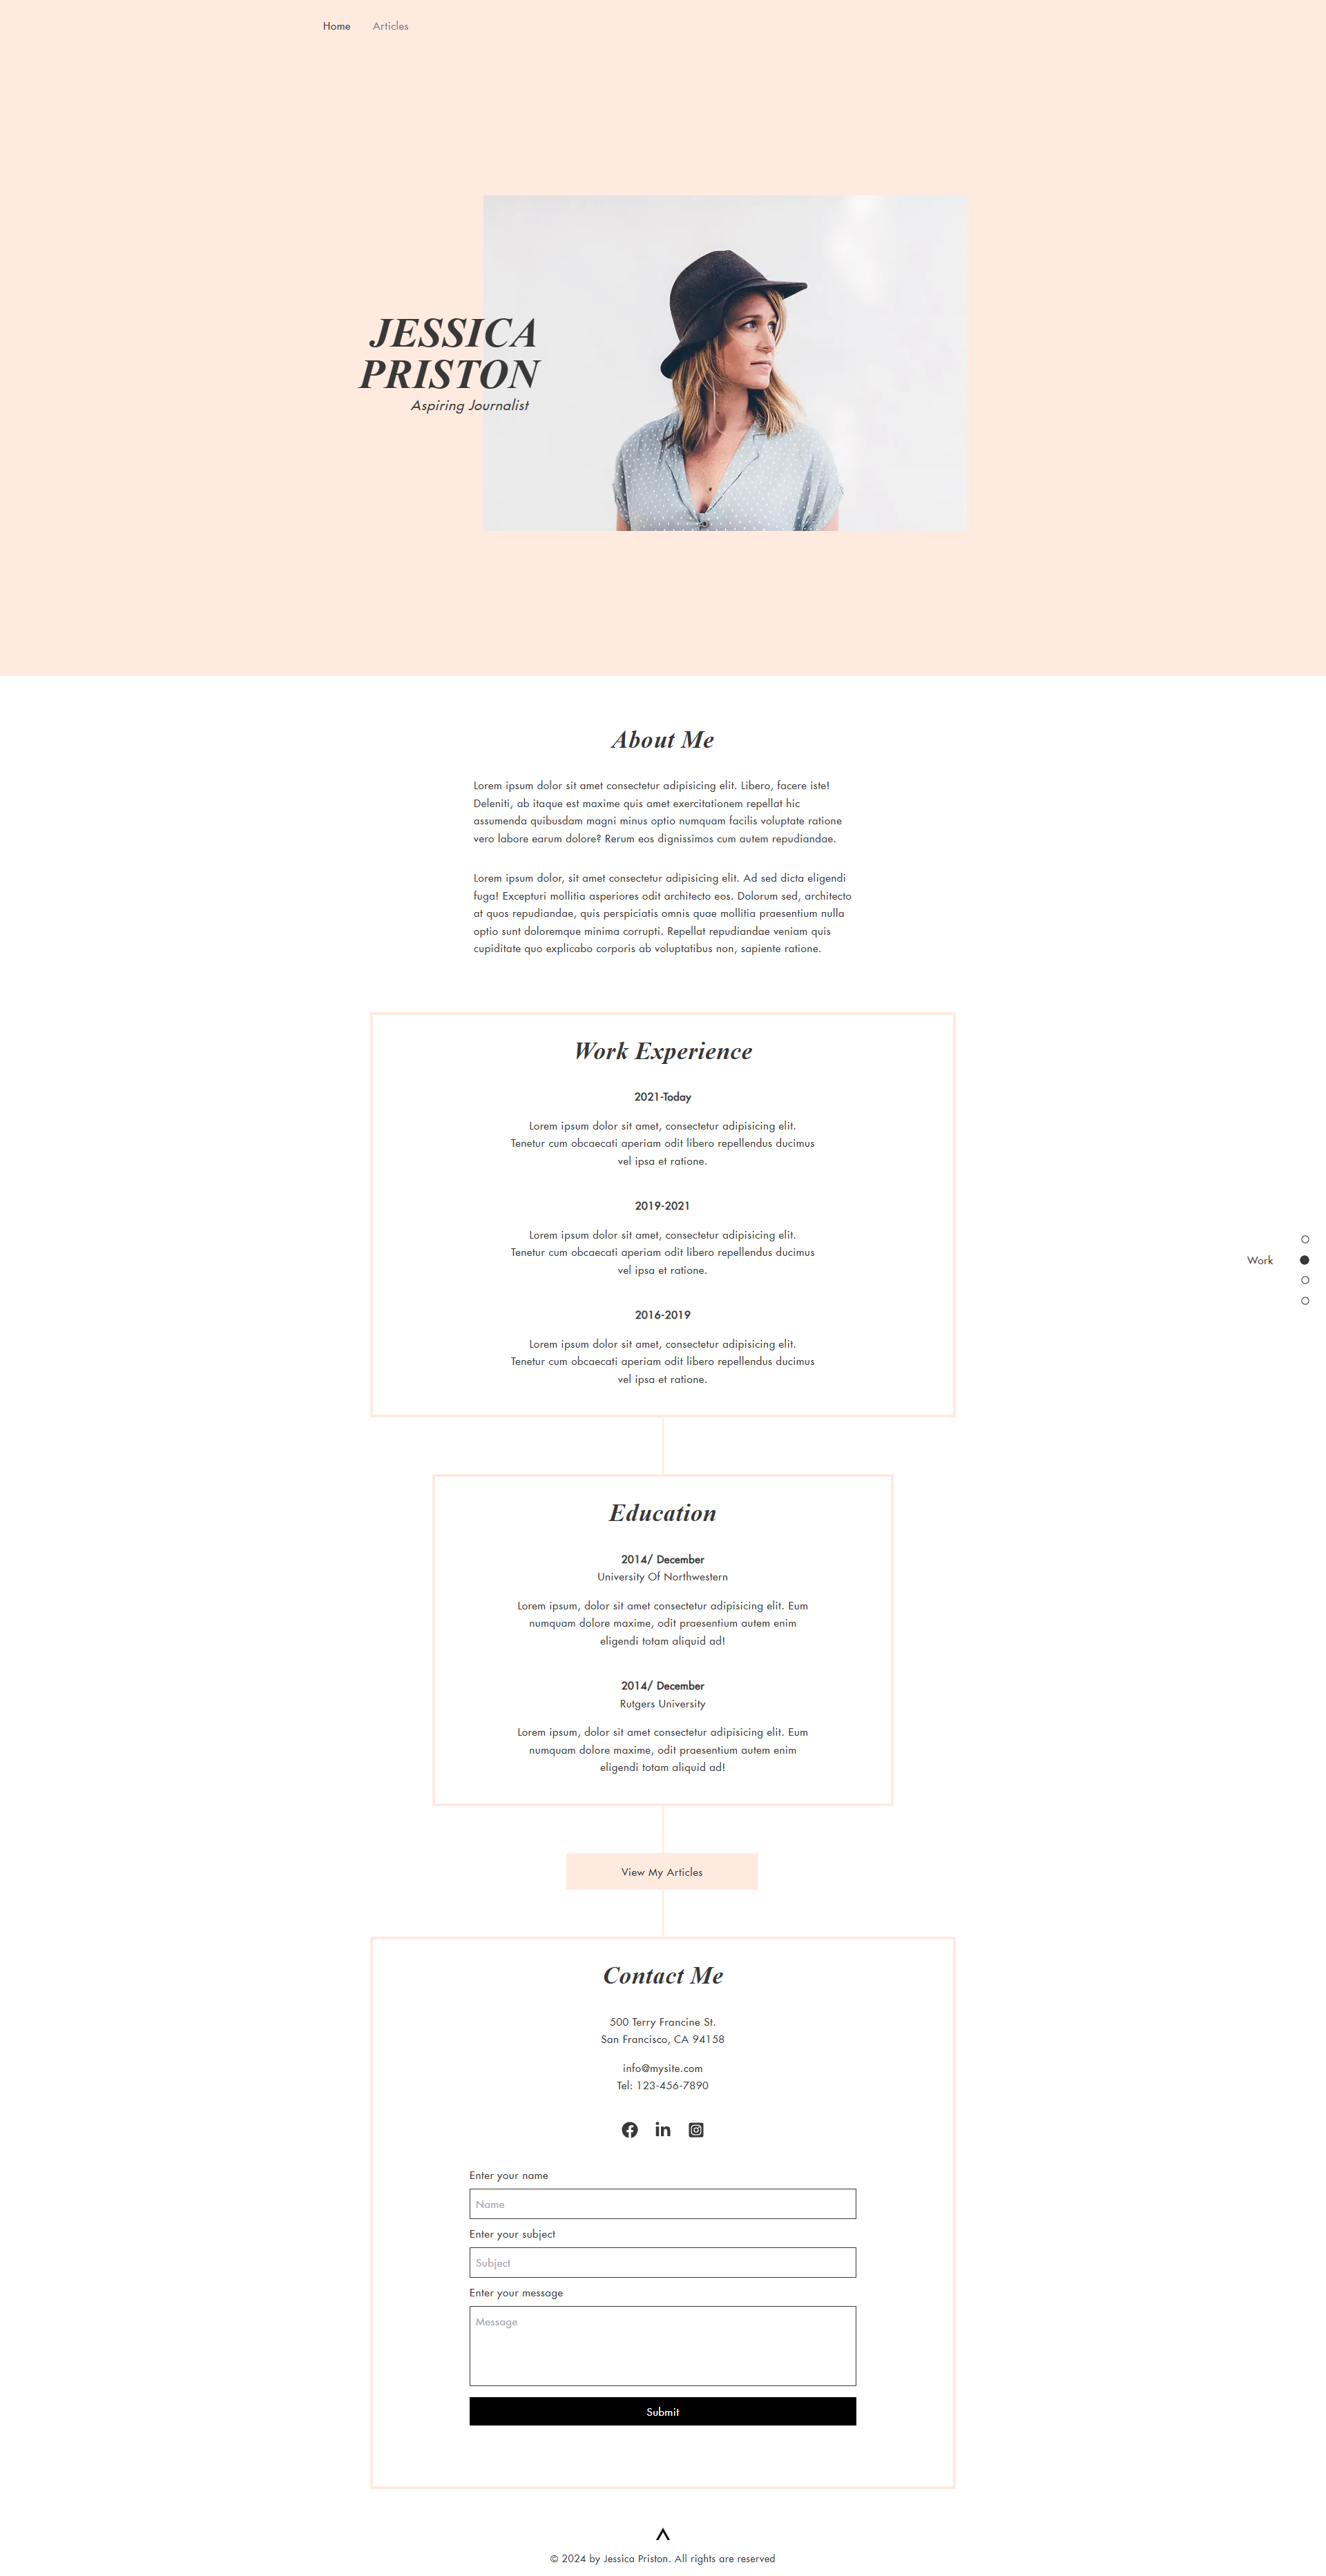 Home
Articles
JESSICA
PRISTON
Aspiring Journalist
About Me
Lorem ipsum dolor sit amet consectetur adipisicing elit. Libero, facere iste!
Deleniti, ab itaque est maxime quis amet exercitationem repellat hic
assumenda quibusdam magni minus optio numquam facilis voluptate ratione
vero labore earum dolore? Rerum eos dignissimos cum autem repudiandae.
Lorem ipsum dolor, sit amet consectetur adipisicing elit. Ad sed dicta eligendi
fuga! Excepturi mollitia asperiores odit architecto eos. Dolorum sed, architecto
at quos repudiandae, quis perspiciatis omnis quae mollitia praesentium nulla
optio sunt doloremque minima corrupti. Repellat repudiandae veniam quis
cupiditate quo explicabo corporis ab voluptatibus non, sapiente ratione.
Work Experience
2021-Today
Lorem ipsum dolor sit amet, consectetur adipisicing elit.
Tenetur cum obcaecati aperiam odit libero repellendus ducimus
vel ipsa et ratione.
2019-2021
Lorem ipsum dolor sit amet, consectetur adipisicing elit.
Tenetur cum obcaecati aperiam odit libero repellendus ducimus
vel ipsa et ratione.
Work
2016-2019
Lorem ipsum dolor sit amet, consectetur adipisicing elit.
Tenetur cum obcaecati aperiam odit libero repellendus ducimus
vel ipsa et ratione.
Education
2014/ December
University Of Northwestern
Lorem ipsum, dolor sit amet consectetur adipisicing elit. Eum
numquam dolore maxime, odit praesentium autem enim
eligendi totam aliquid ad!
2014/ December
Rutgers University
Lorem ipsum, dolor sit amet consectetur adipisicing elit. Eum
numquam dolore maxime, odit praesentium autem enim
eligendi totam aliquid ad!
View My Articles
Contact Me
500 Terry Francine St.
San Francisco, CA 94158
info@mysite.com
Tel: 123-456-7890
Enter your name
Name
Enter your subject
Subject
Enter your message
Message
Submit
© 2024 by Jessica Priston. All rights are reserved